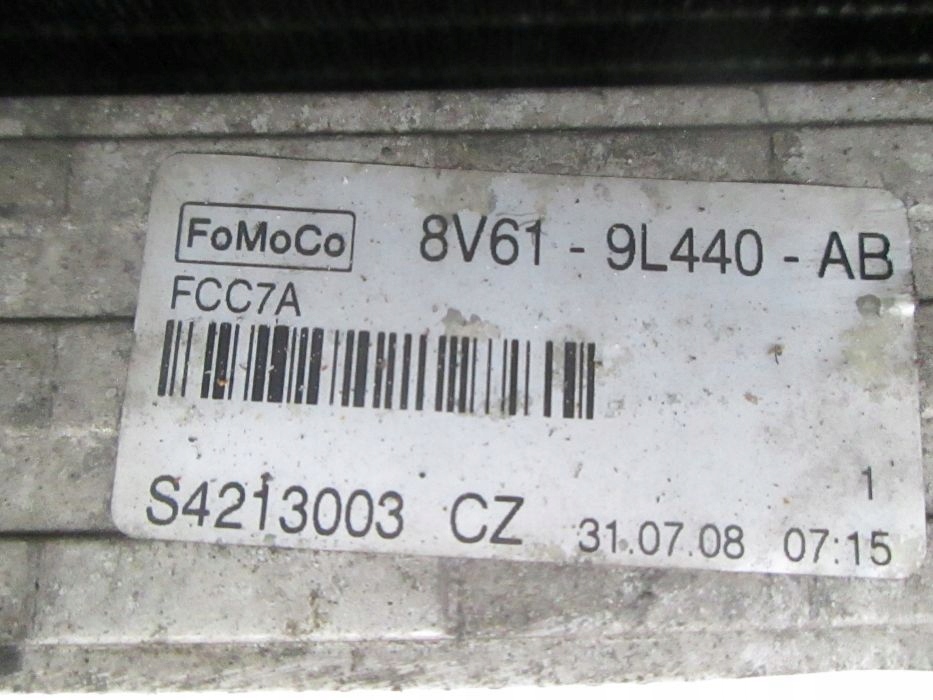 FoMoCo 8V61 - 9L440 - AB
FCC7A
1
S4213003 CZ 31.07.08 07:15